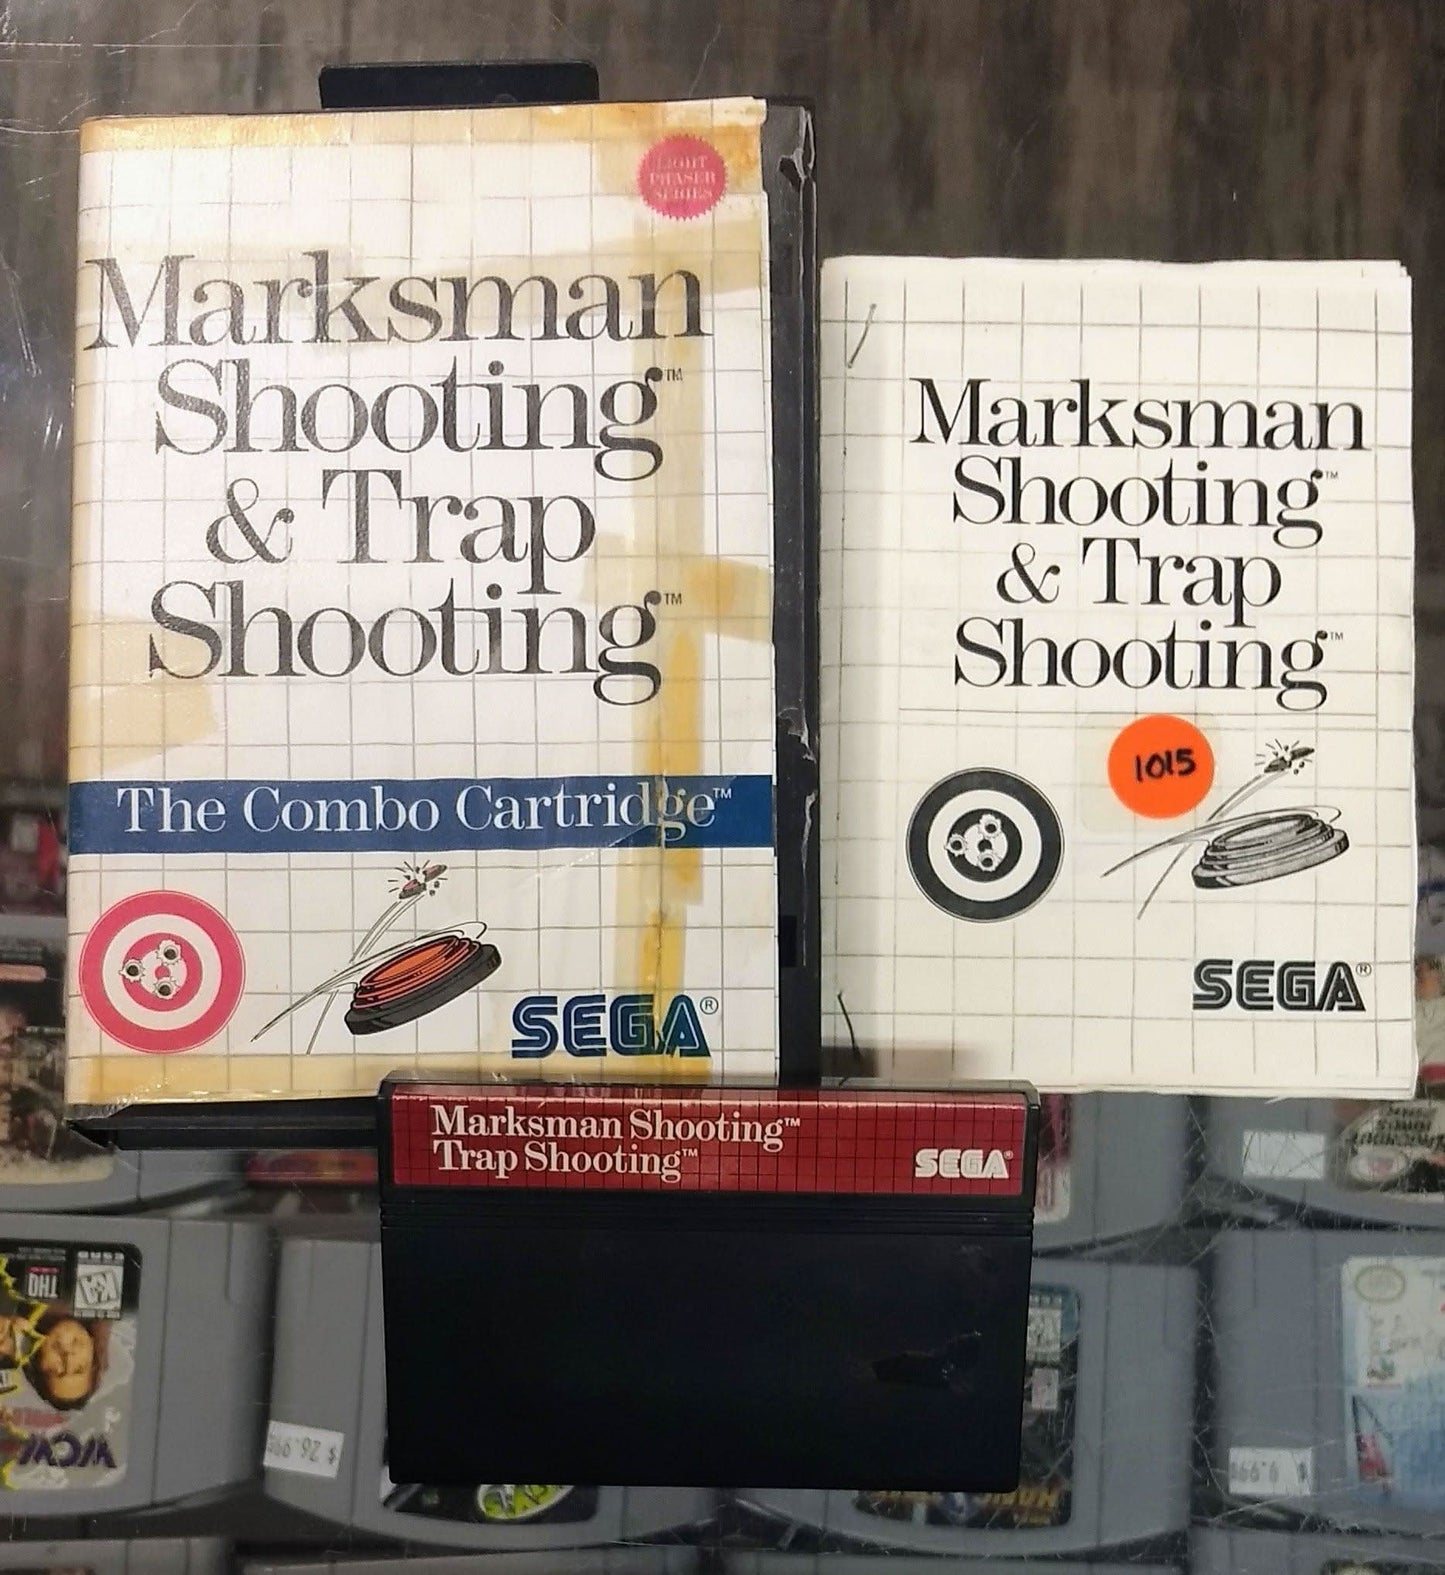 LIGHT
PHASER
SERIES
Marksman
Shooting™
& Trap
Shooting™
The Combo Cartridge™
SEGA®
Marksman
Shooting™
& Trap
Shooting™
1015
SEGA®
Marksman Shooting™
Trap Shooting™
SEGA®
THQ